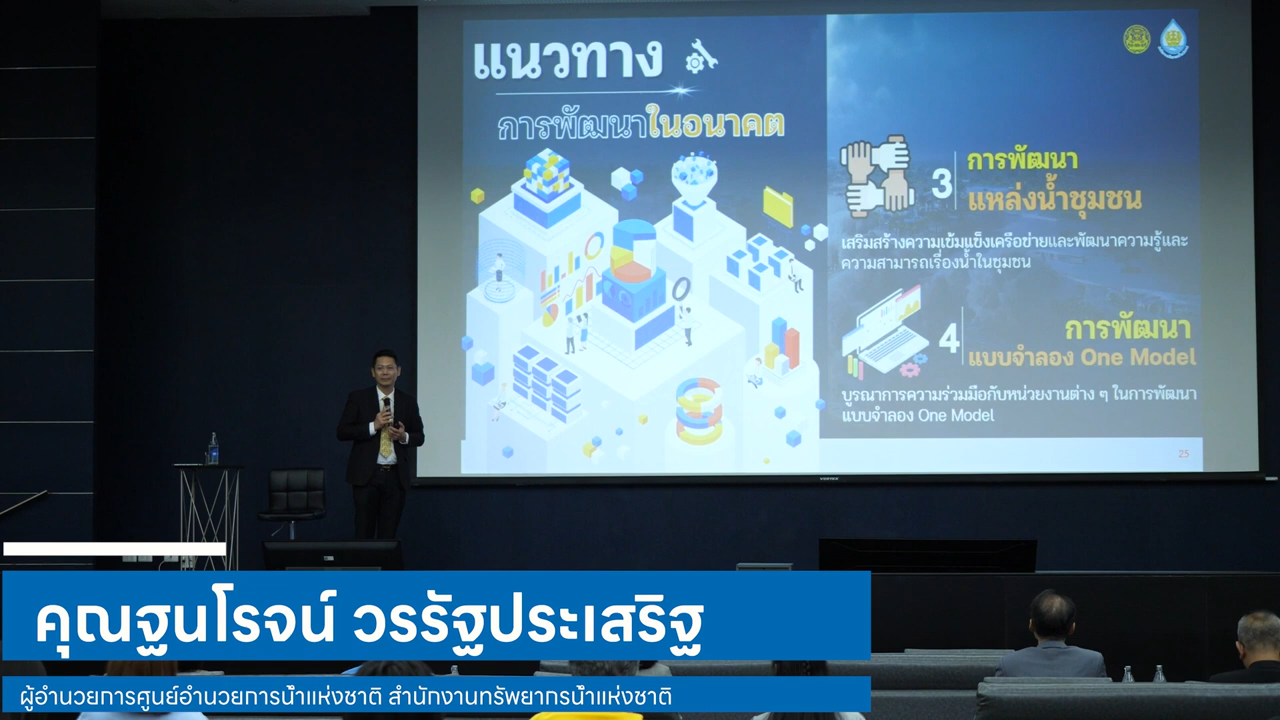 แนวทาง
การพัฒนาในอนาคต
3
การพัฒนา
แหล่งน้ำชุมชน
เสริมสร้างความเข้มแข็งเครือข่ายและพัฒนาความรู้และ
ความสามารถเรื่องน้ำในชุมชน
4
การพัฒนา
แบบจำลอง One Model
บูรณาการความร่วมมือกับหน่วยงานต่าง ๆ ในการพัฒนา
แบบจำลอง One Model
25
คุณฐนโรจน์ วรรัฐประเสริฐ
ผู้อำนวยการศูนย์อำนวยการน้ำแห่งชาติ สำนักงานทรัพยากรน้ำแห่งชาติ